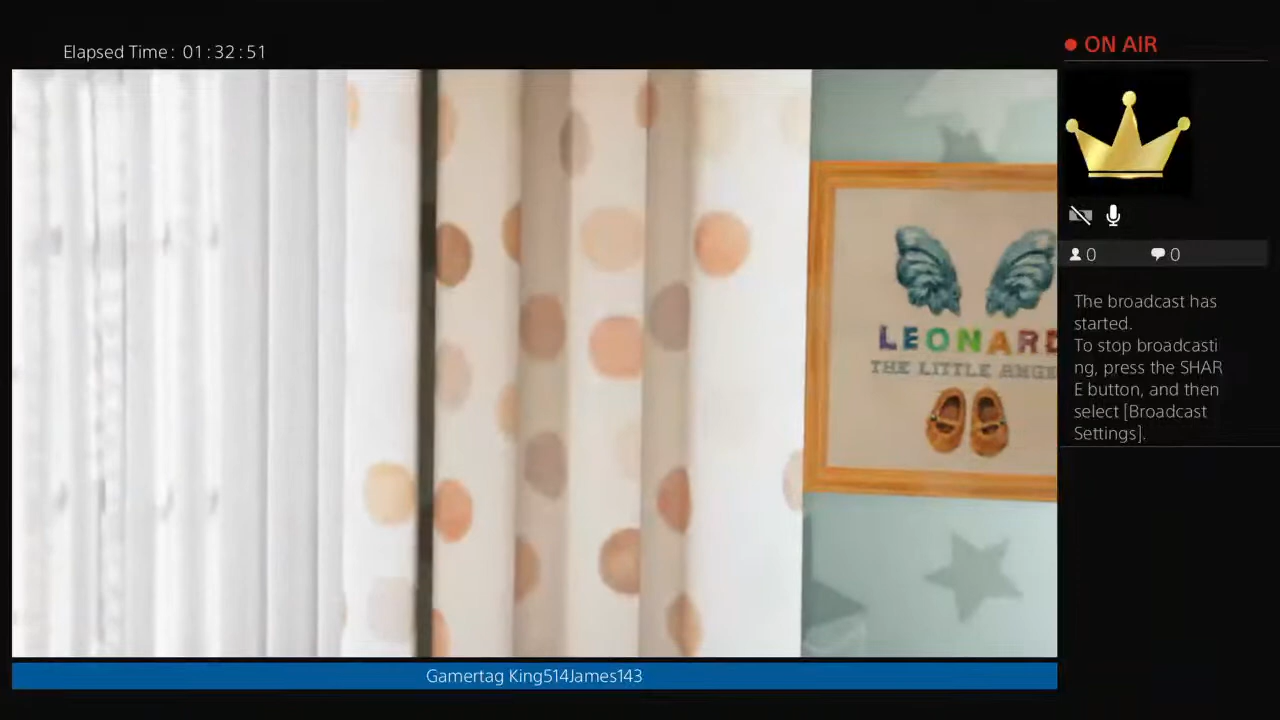 Elapsed Time: 01:32:51
ON AIR
0 0
The broadcast has
started.
To stop broadcasti
ng, press the SHAR
E button, and then
select [Broadcast
Settings].
LEONARD
THE LITTLE ANGE
Gamertag King514James143